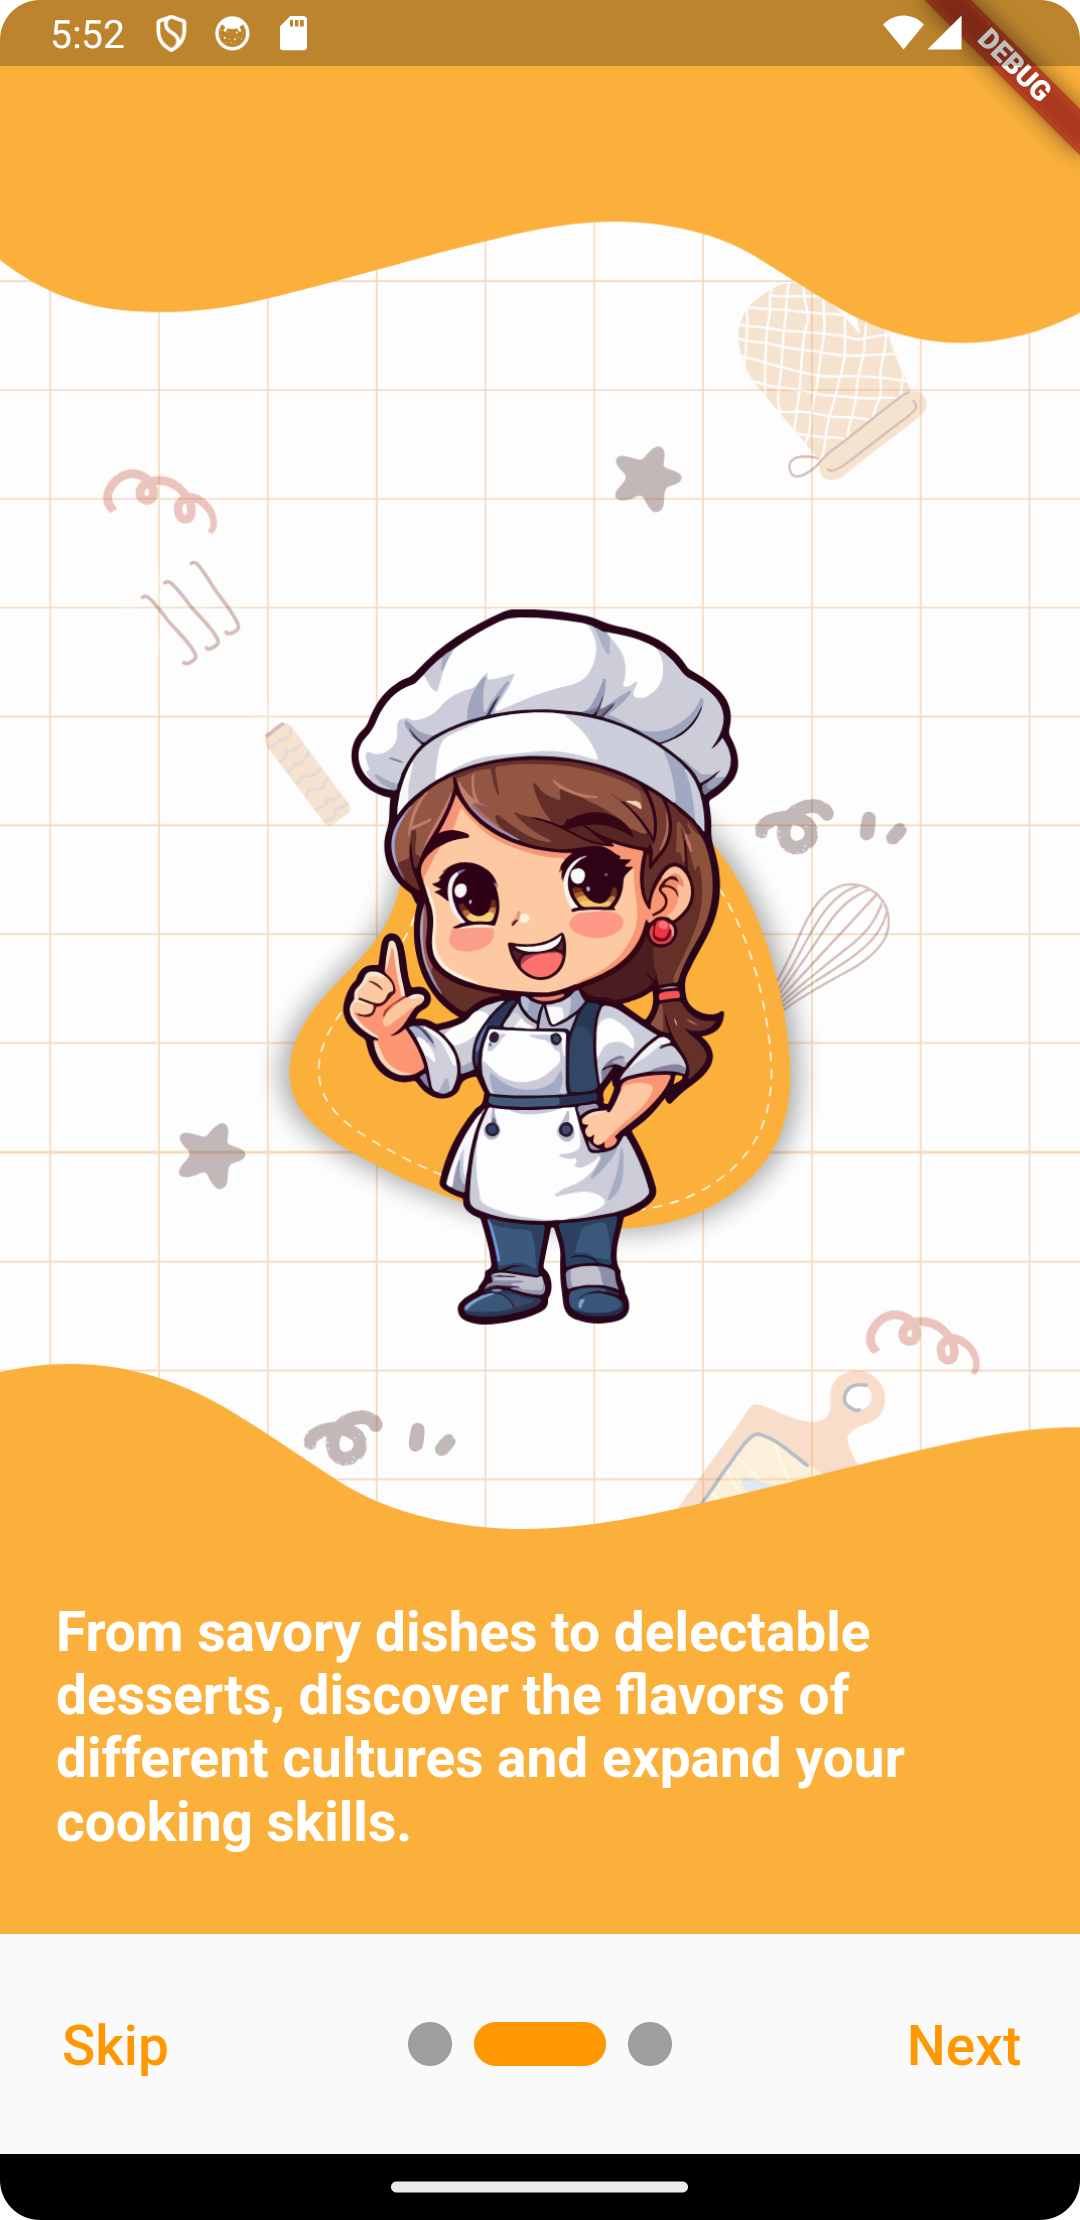 5:52
DEBUG
From savory dishes to delectable
desserts, discover the flavors of
different cultures and expand your
cooking skills.
Skip
Next